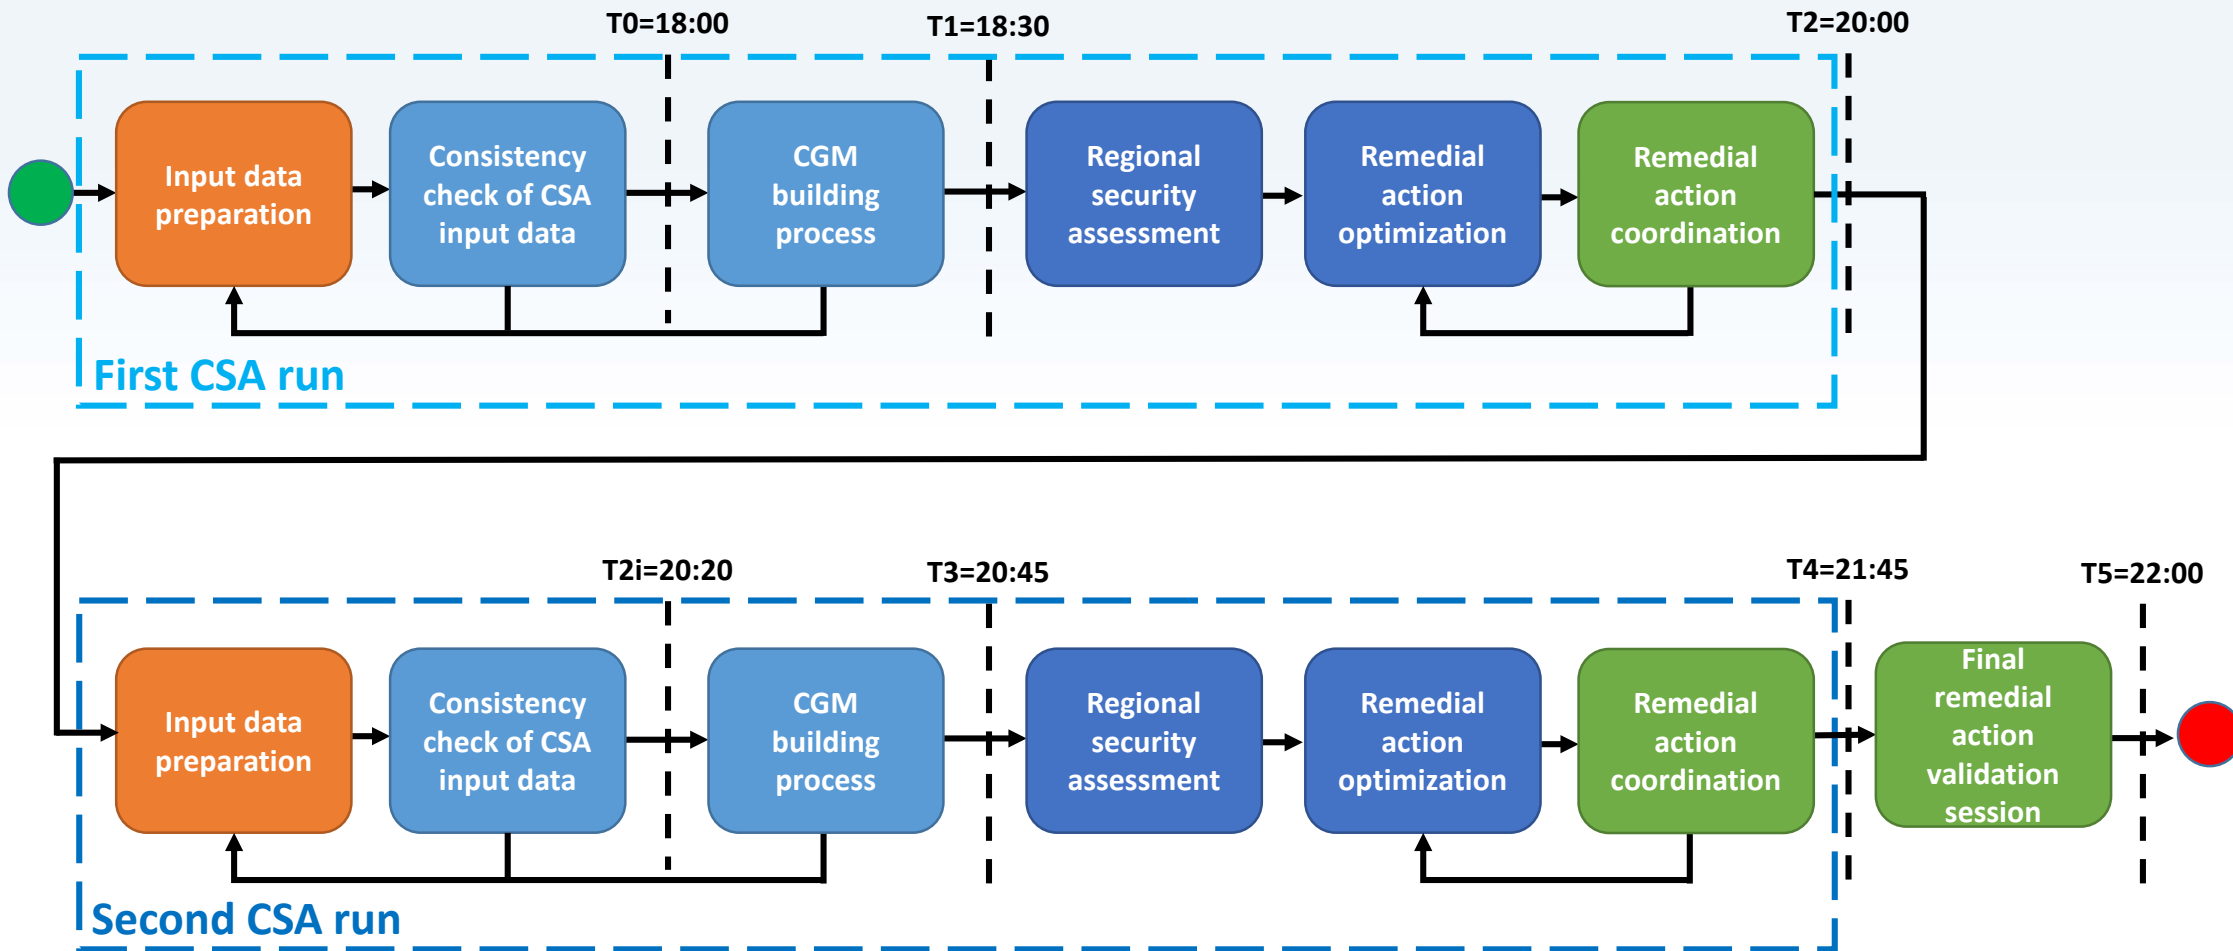 T0=18:00
T1=18:30
T2=20:00
Input data
preparation
Consistency
check of CSA
input data
CGM
building
process
Regional
security
assessment
Remedial
action
optimization
Remedial
action
coordination
First CSA run
T2i=20:20
T3=20:45
T4=21:45
T5=22:00
Input data
preparation
Consistency
check of CSA
input data
CGM
building
process
Regional
security
assessment
Remedial
action
optimization
Remedial
action
coordination
Final
remedial
action
validation
session
Second CSA run